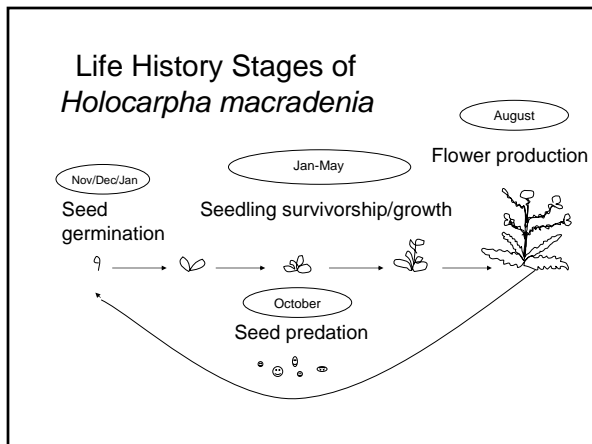 Life History Stages of
Holocarpha macradenia
August
Flower production
Jan-May
Nov/Dec/Jan
Seed
germination
Seedling survivorship/growth
October
Seed predation